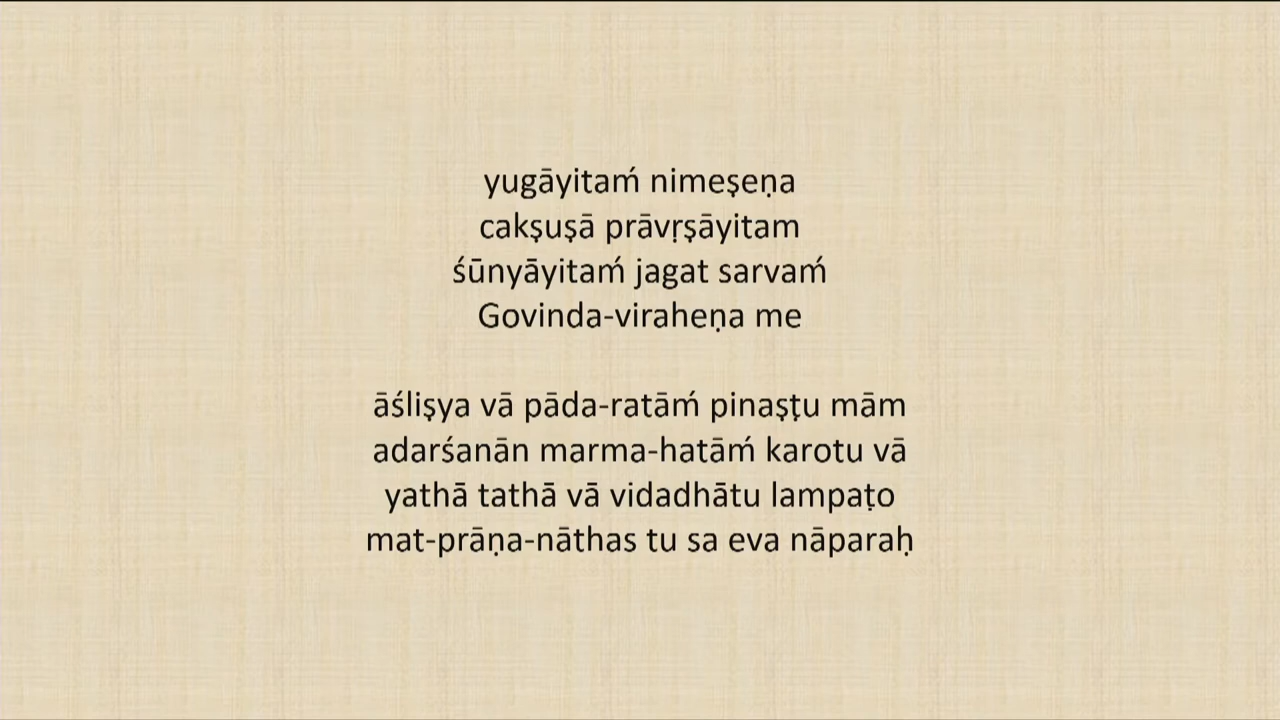 yugāyitaḿ nimeṣeṇa
cakṣuṣā prāvṛṣāyitam
śūnyāyitaḿ jagat sarvaḿ
Govinda-viraheṇa me
āśliṣya vā pāda-ratāḿ pinaṣṭu mām
adarśanān marma-hatāḿ karotu vā
yathā tathā vā vidadhātu lampaṭo
mat-prāṇa-nāthas tu sa eva nāparaḥ